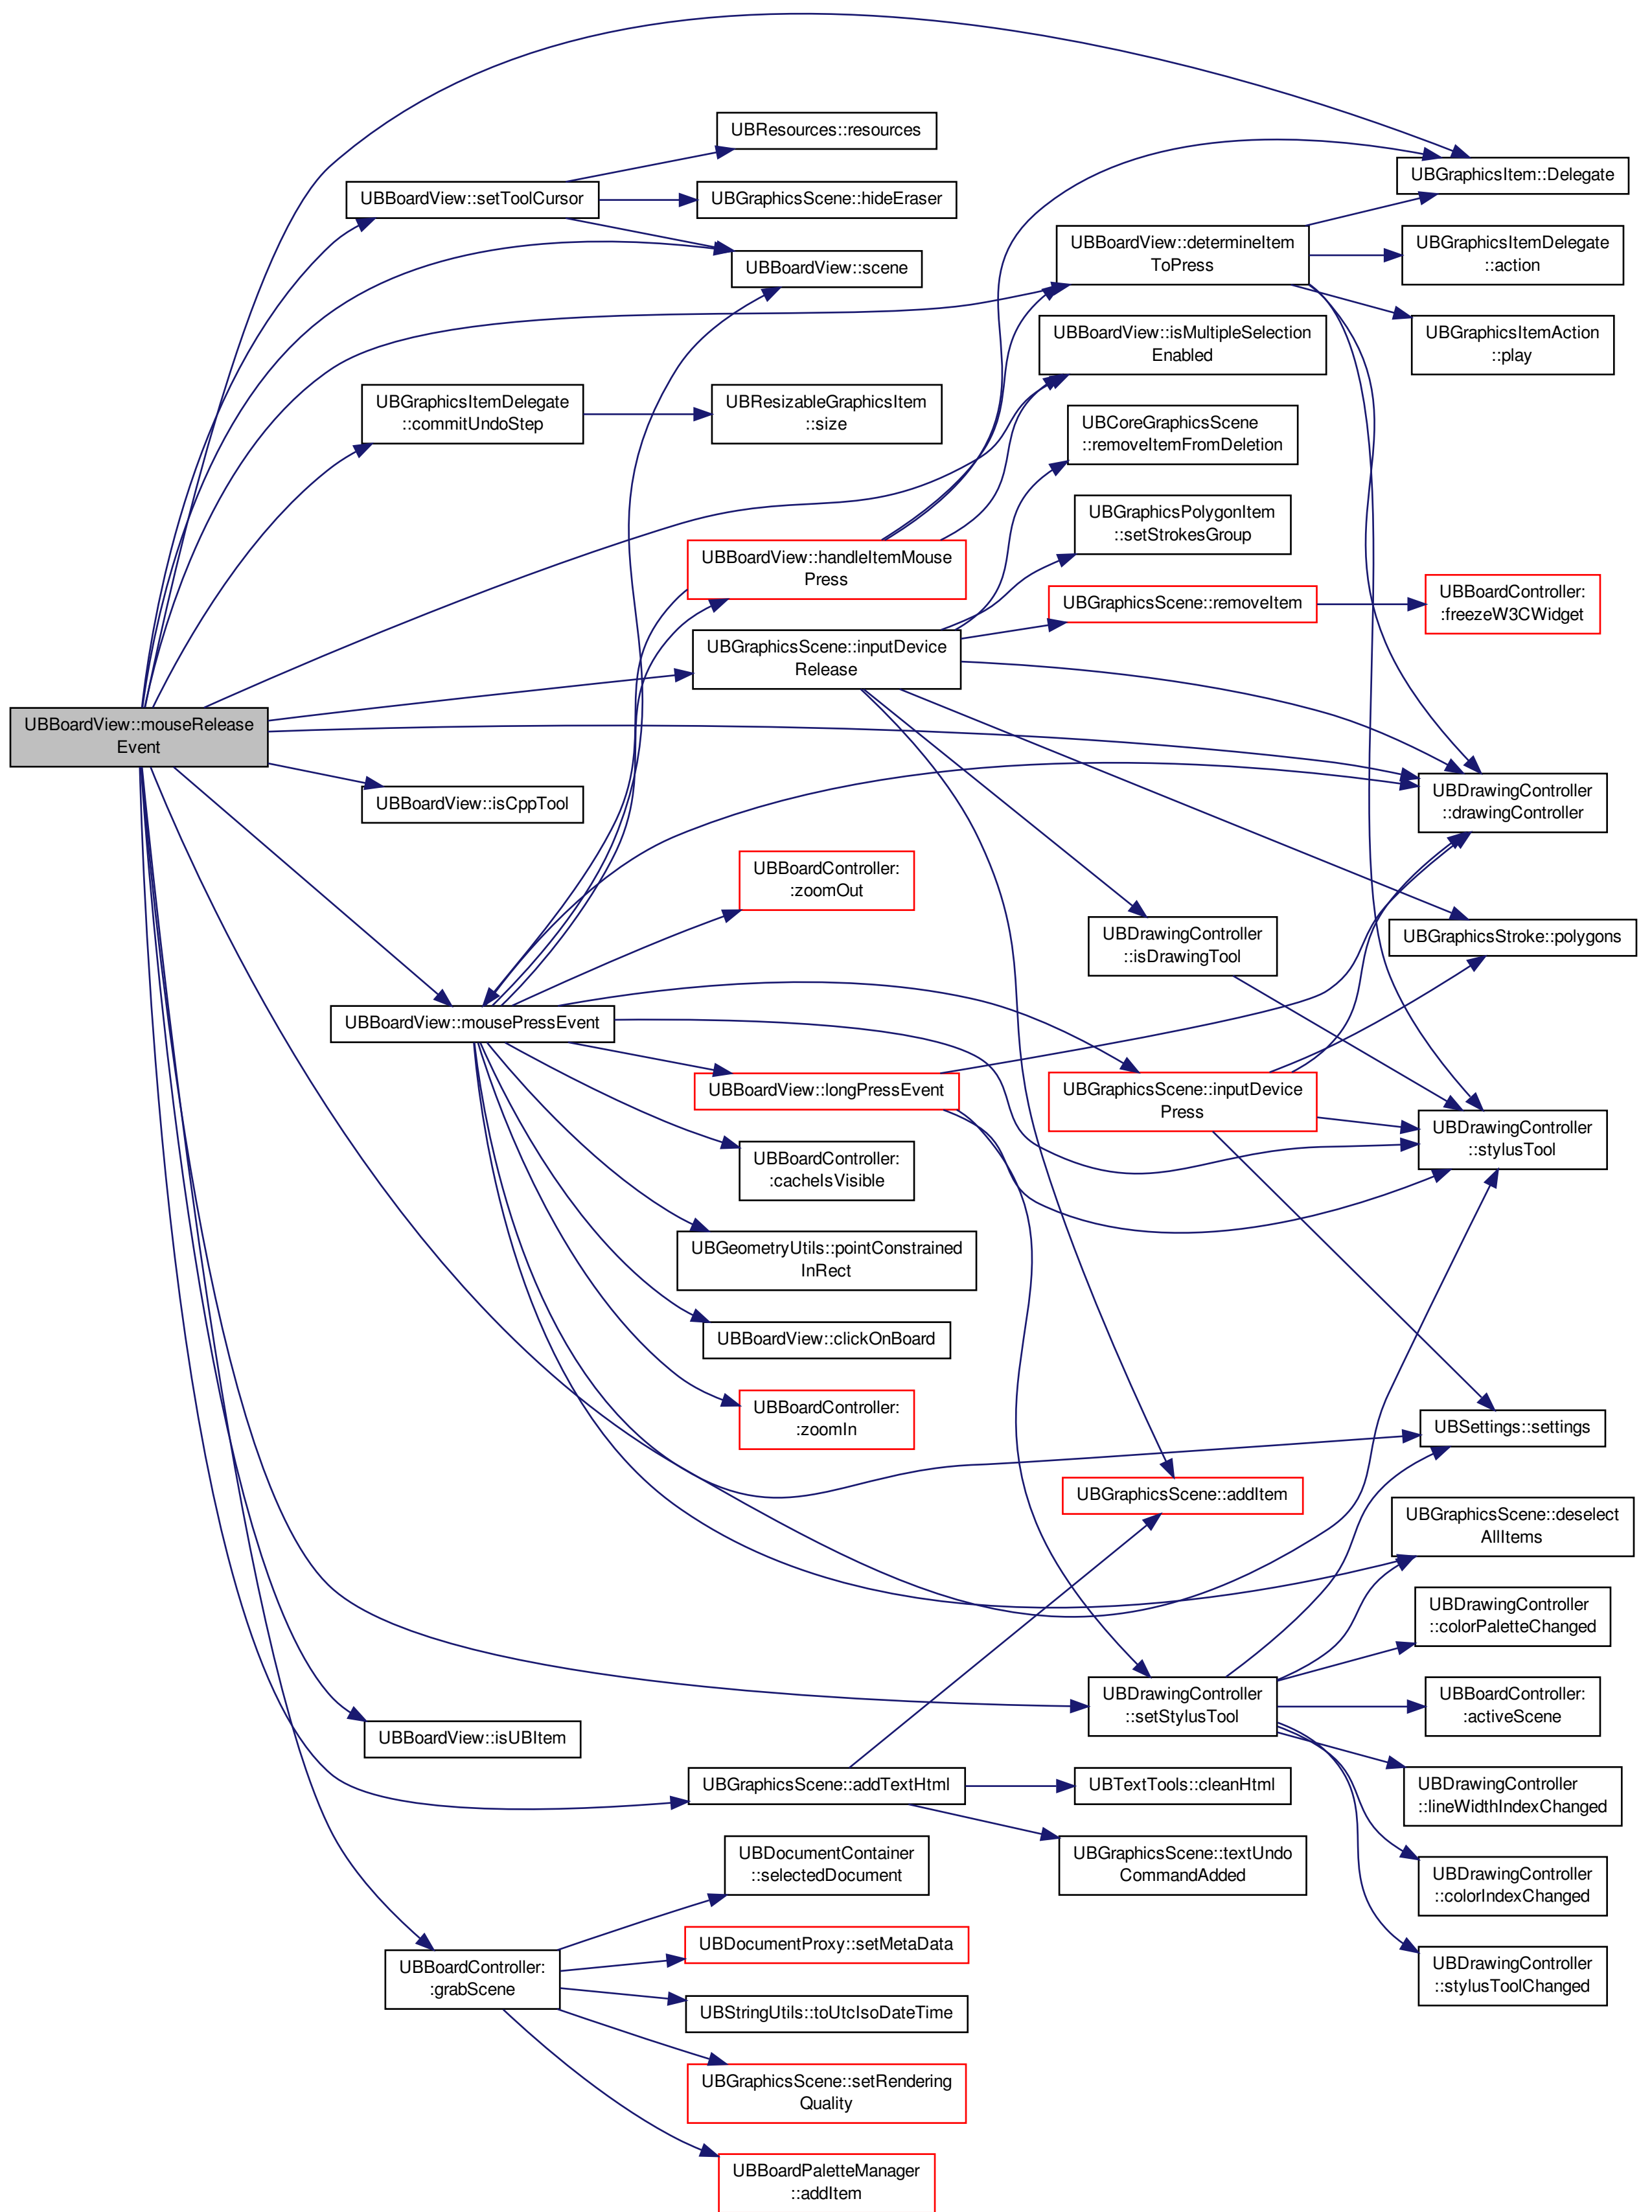 UBResources::resources
UBGraphicsItem::Delegate
UBBoardView::setToolCursor
UBGraphicsScene::hideEraser
UBBoardView::determineItem
ToPress
UBGraphicsItemDelegate
::action
UBBoardView::scene
UBGraphicsItemAction
::play
UBBoardView::isMultipleSelection
Enabled
UBGraphicsItemDelegate
::commitUndoStep
UBResizableGraphicsItem
::size
UBCoreGraphicsScene
::removeItemFromDeletion
UBGraphicsPolygonItem
::setStrokesGroup
UBBoardView::handleItemMouse
Press
UBGraphicsScene::removeItem
UBBoardController:
:freezeW3CWidget
UBGraphicsScene::inputDevice
Release
UBBoardView::mouseRelease
Event
UBBoardView::isCppTool
UBDrawingController
::drawingController
UBBoardController:
:zoomOut
UBDrawingController
::isDrawingTool
UBGraphicsStroke::polygons
UBBoardView::mousePressEvent
UBBoardView::longPressEvent
UBGraphicsScene::inputDevice
Press
UBDrawingController
::stylusTool
UBBoardController:
:cacheIsVisible
UBGeometryUtils::pointConstrained
InRect
UBBoardView::clickOnBoard
UBBoardController:
:zoomIn
UBSettings::settings
UBGraphicsScene::addItem
UBGraphicsScene::deselect
AllItems
UBDrawingController
::colorPaletteChanged
UBDrawingController
::setStylusTool
UBBoardController:
:activeScene
UBBoardView::isUBItem
UBGraphicsScene::addTextHtml
UBTextTools::cleanHtml
UBDrawingController
::lineWidthIndexChanged
UBDocumentContainer
::selectedDocument
UBGraphicsScene::textUndo
CommandAdded
UBDrawingController
::colorIndexChanged
UBDocumentProxy::setMetaData
UBBoardController:
:grabScene
UBDrawingController
::stylusToolChanged
UBStringUtils::toUtcIsoDateTime
UBGraphicsScene::setRendering
Quality
UBBoardPaletteManager
::addItem